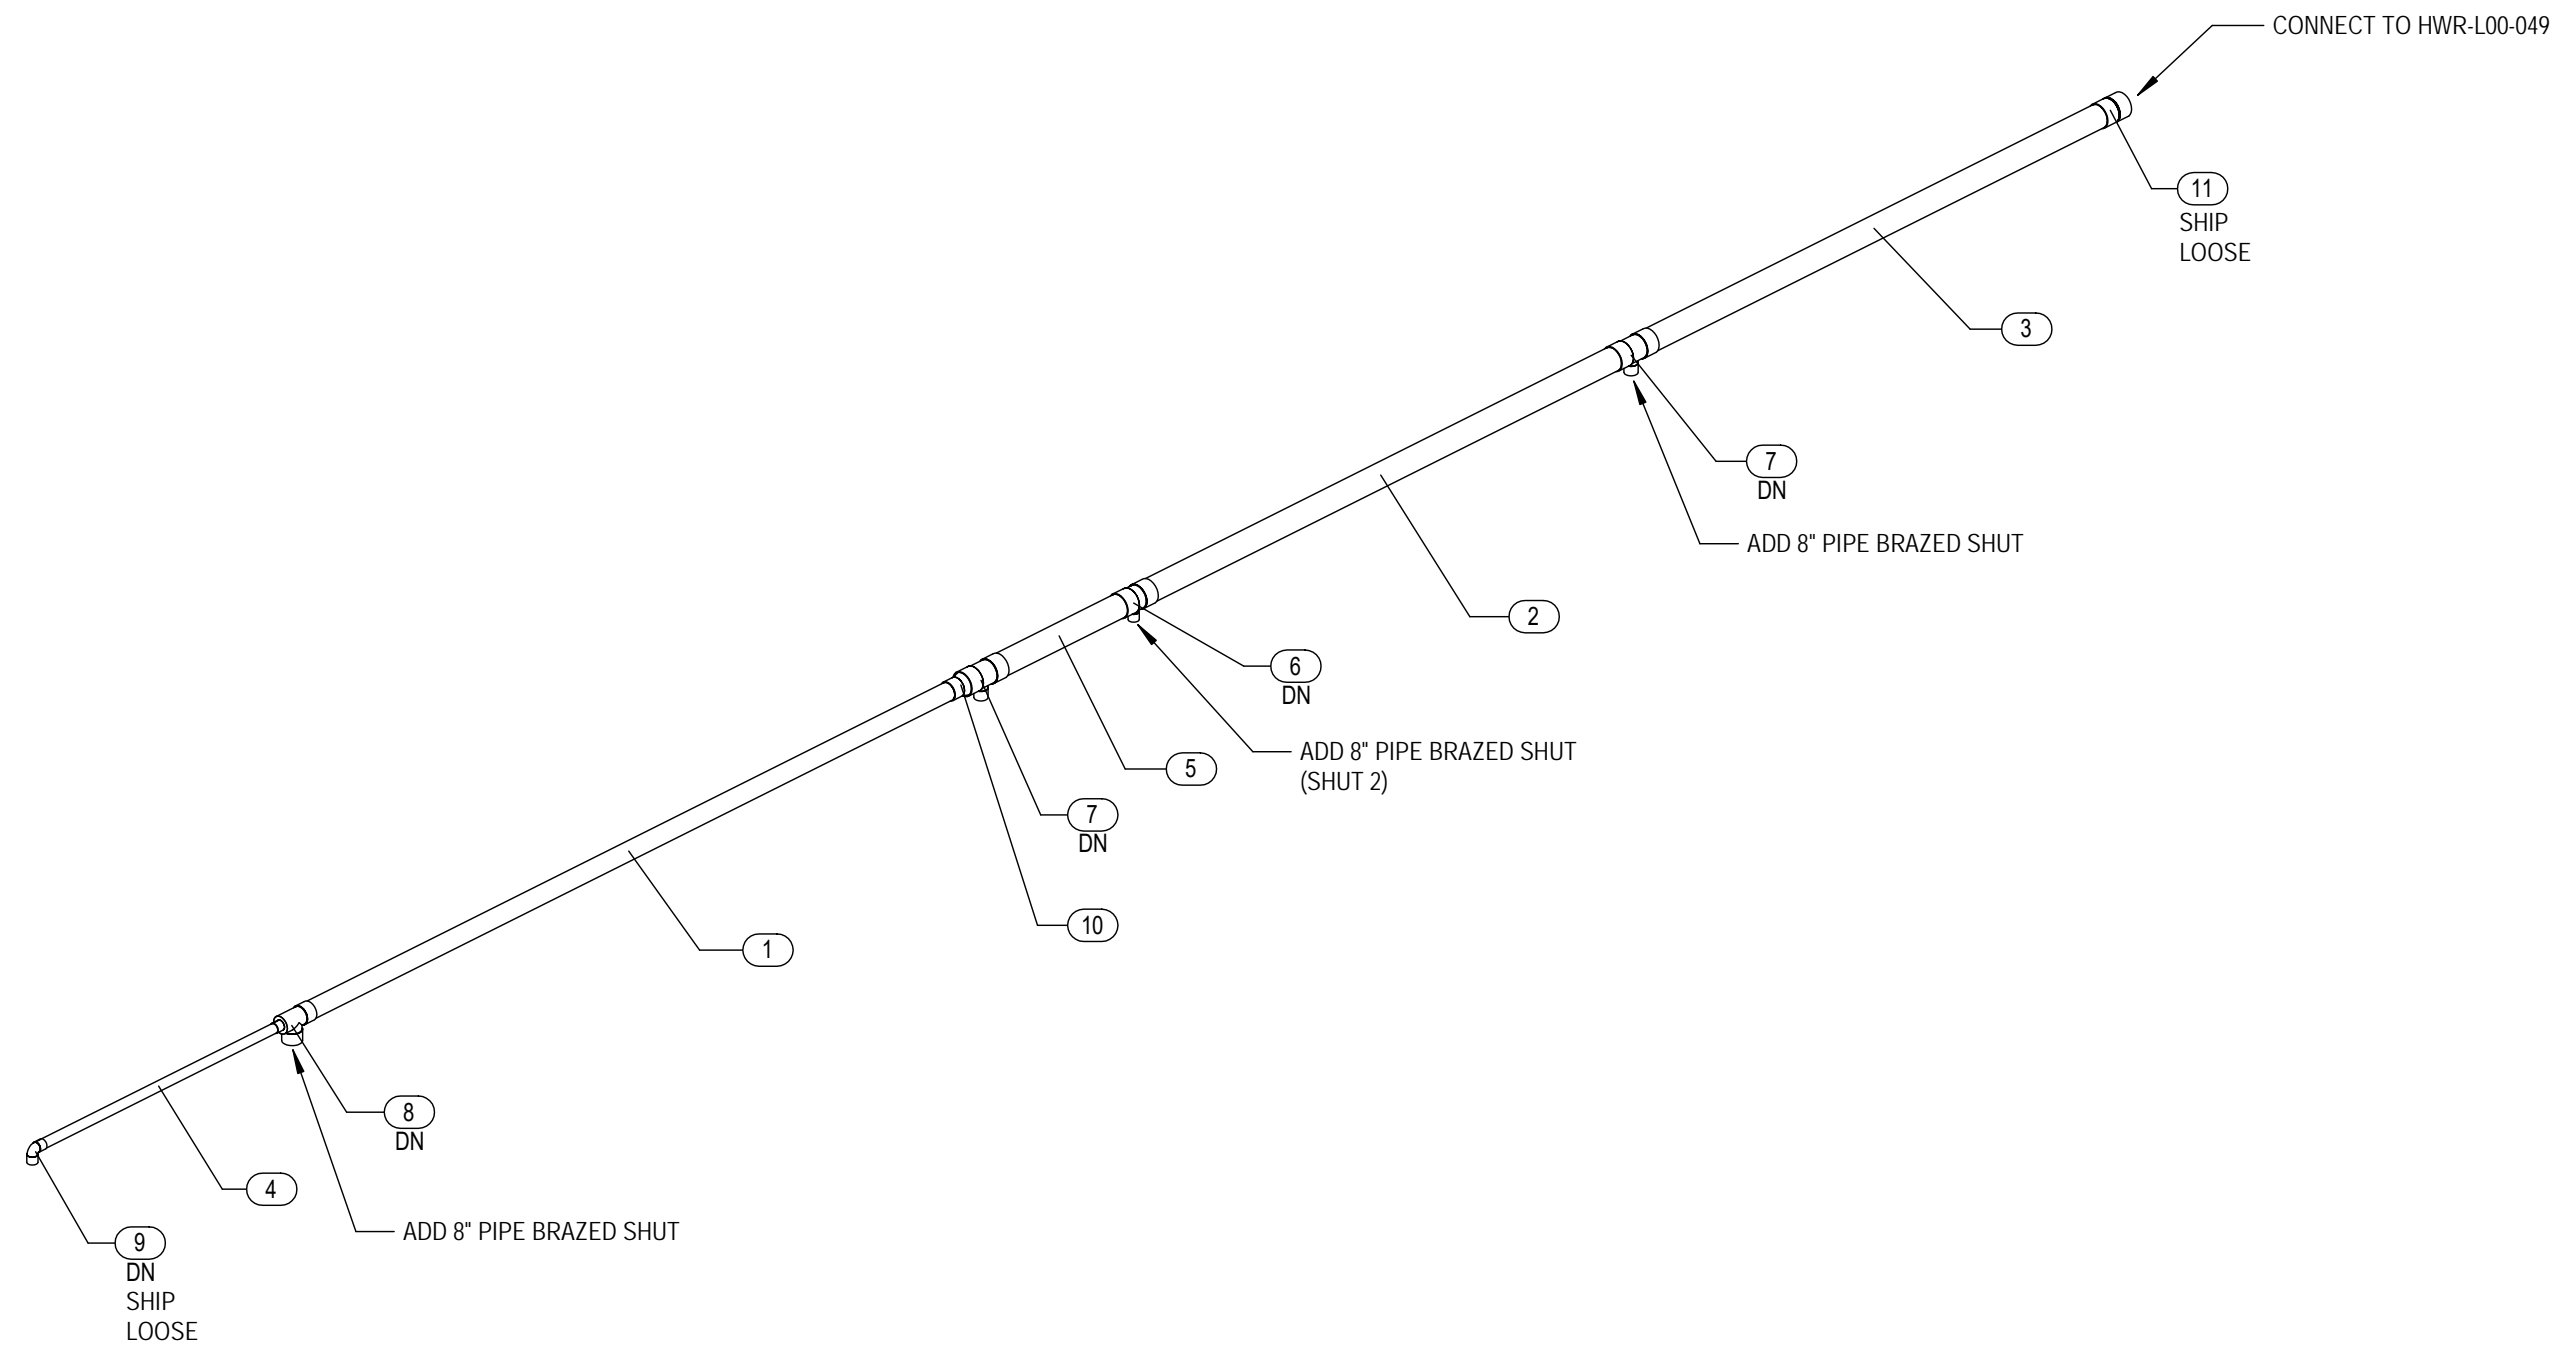 CONNECT TO HWR-L00-049
11
SHIP
LOOSE
3
7
DN
ADD 8" PIPE BRAZED SHUT
2
6
DN
ADD 8" PIPE BRAZED SHUT
(SHUT 2)
5
7
DN
10
1
8
DN
4
ADD 8" PIPE BRAZED SHUT
9
DN
SHIP
LOOSE